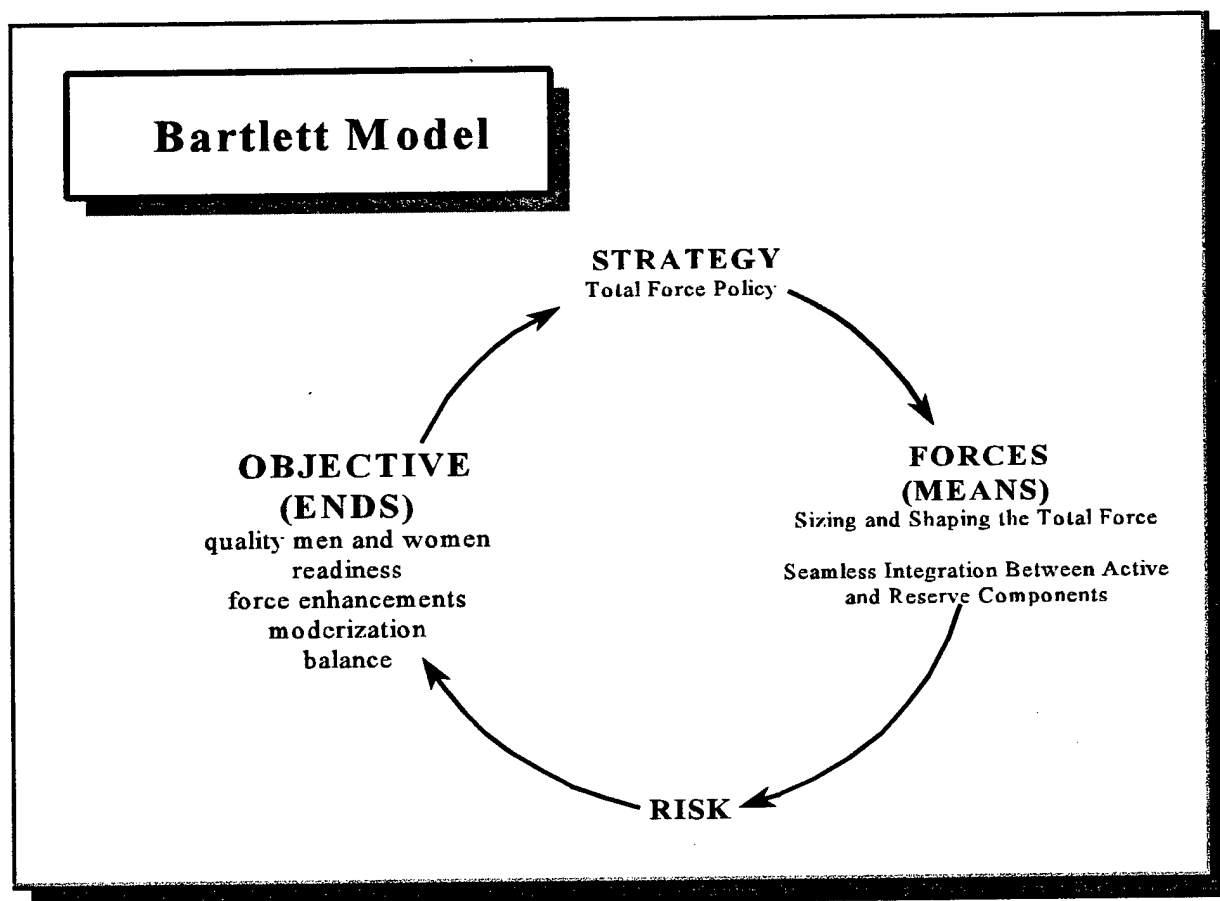 Bartlett Model
STRATEGY
Total Force Policy
OBJECTIVE
(ENDS)
quality men and women
readiness
force enhancements
moderization
balance
FORCES
(MEANS)
Sizing and Shaping the Total Force
Seamless Integration Between Active
and Reserve Components
RISK